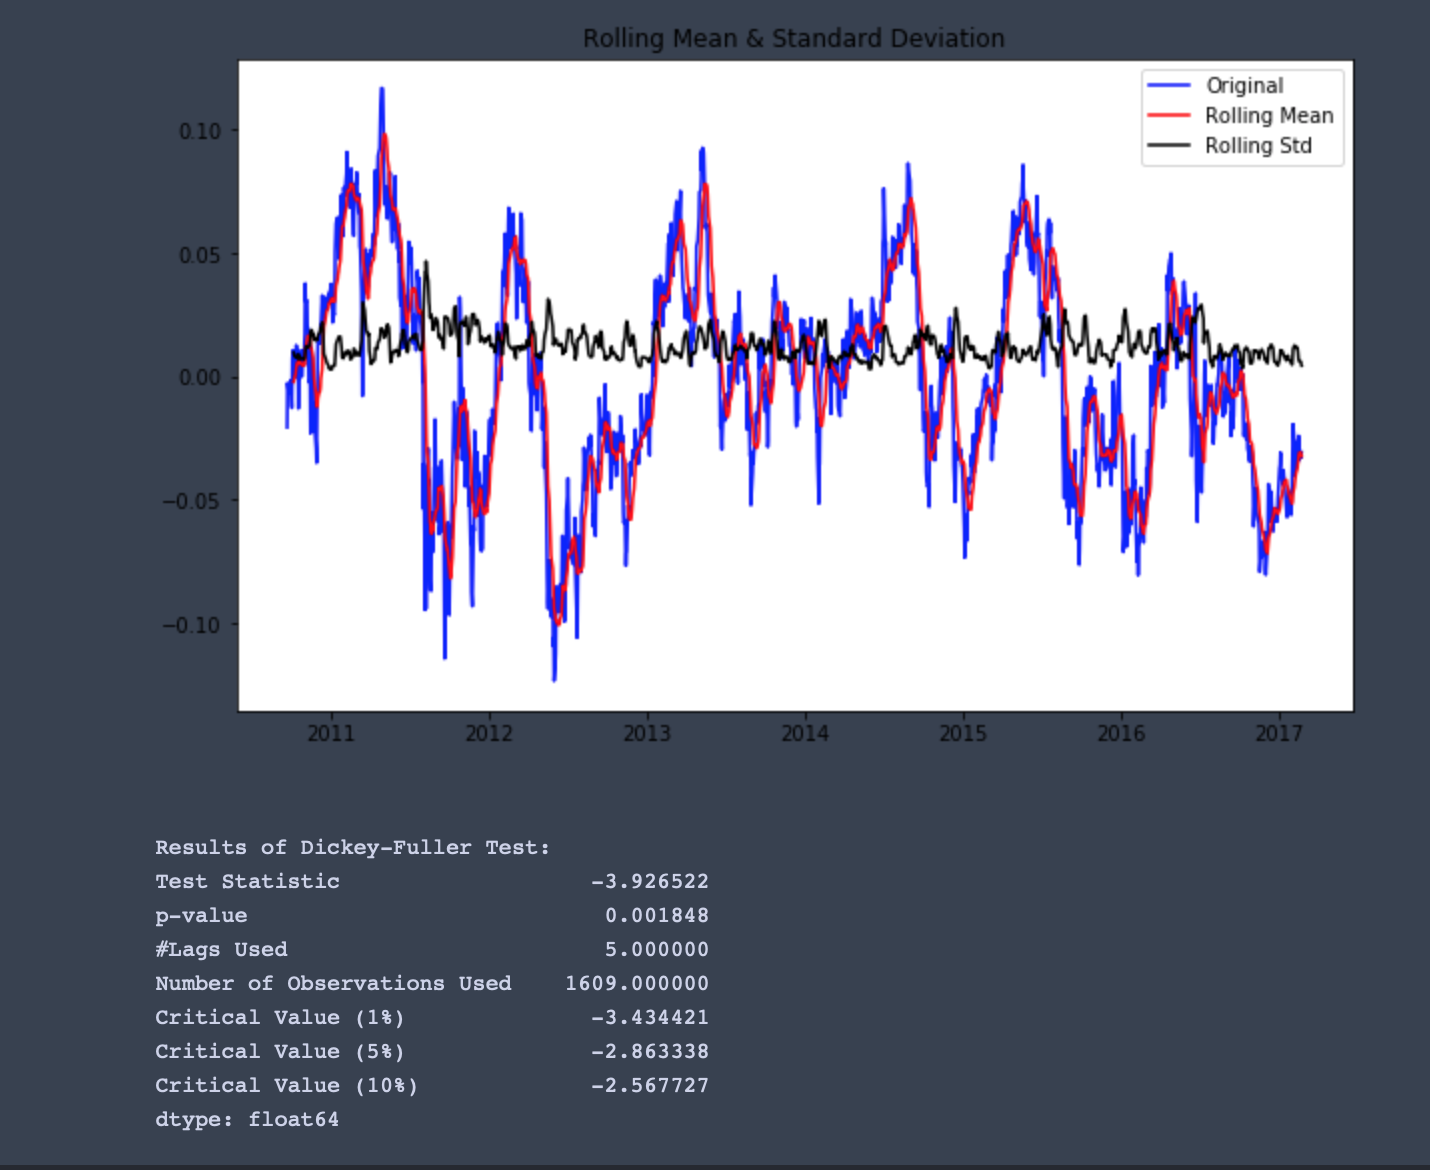 Rolling Mean & Standard Deviation
Original
Rolling Mean
Rolling Std
0.10
0.05
0.00
−0.05
−0.10
2011 2012 2013 2014 2015 2016 2017
Results of Dickey-Fuller Test:
Test Statistic -3.926522
p-value 0.001848
#Lags Used 5.000000
Number of Observations Used 1609.000000
Critical Value (1%) -3.434421
Critical Value (5%) -2.863338
Critical Value (10%) -2.567727
dtype: float64